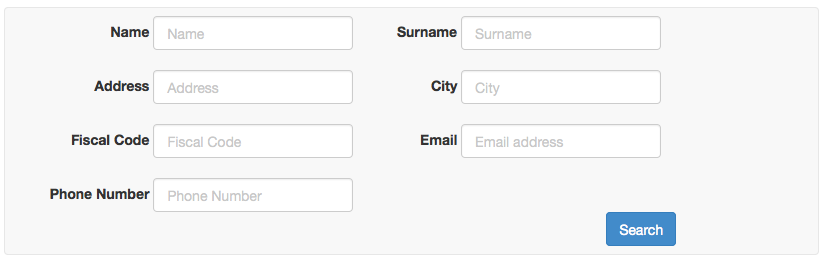 Name Name Surname Surname
Address Address City City
Fiscal Code Fiscal Code Email Email address
Phone Number Phone Number
Search